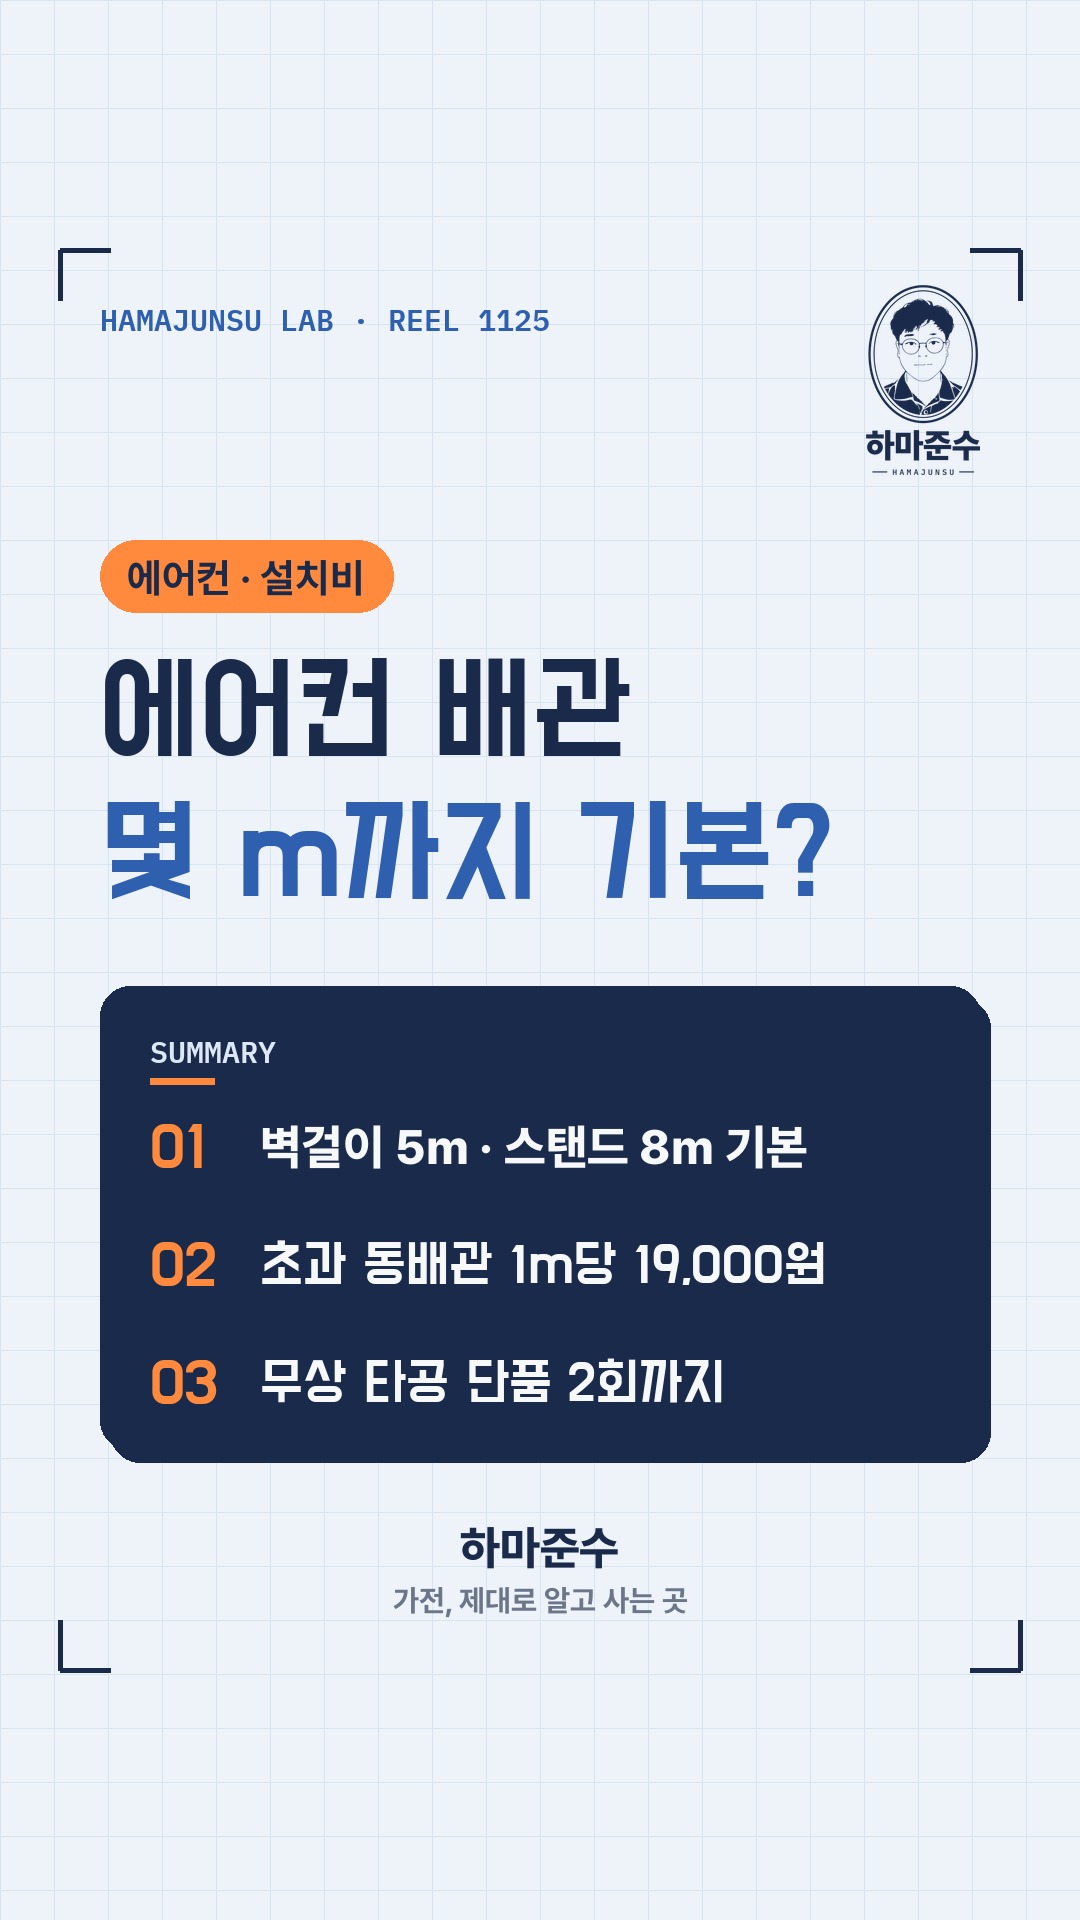 HAMAJUNSU LAB · REEL 1125
하마준수
HAMAJUNSU
에어컨 · 설치비
에어컨 배관
몇 m까지 기본?
SUMMARY
01 벽걸이 5m · 스탠드 8m 기본
02 초과 동배관 1m당 19,000원
03 무상 타공 단품 2회까지
하마준수
가전, 제대로 알고 사는 곳